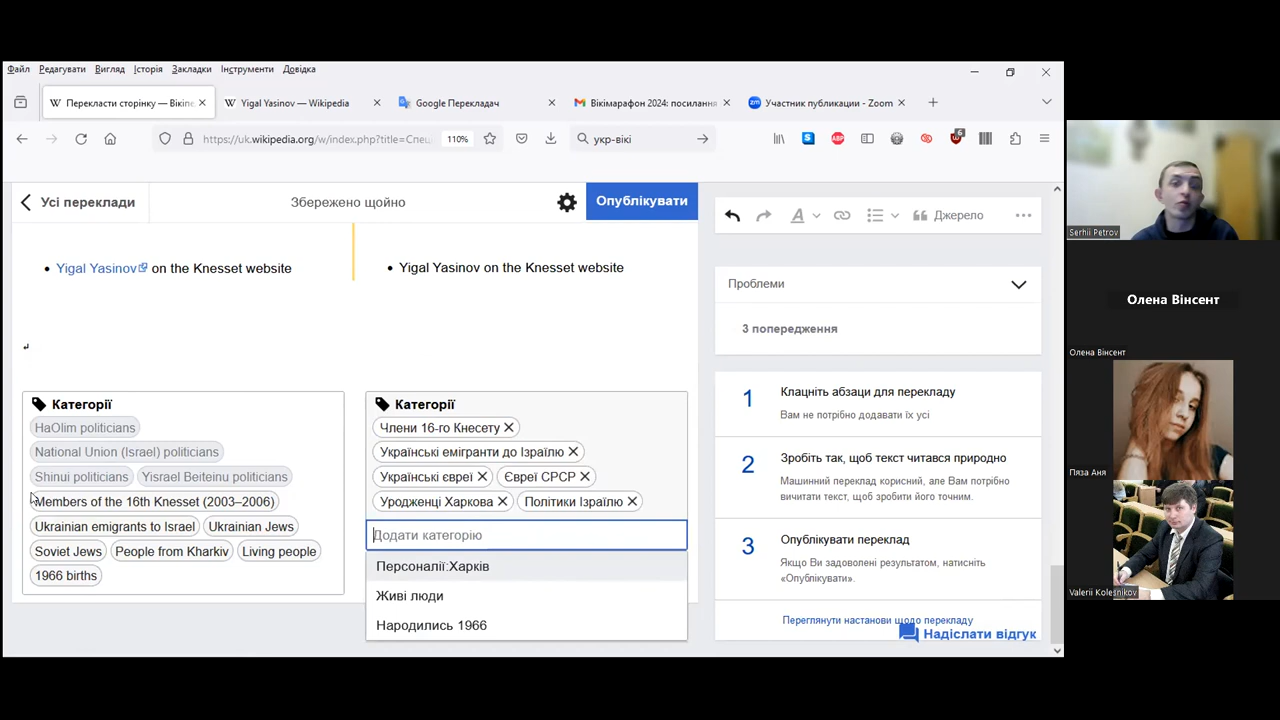 Файл Редагувати Вигляд Історія Закладки Інструменти Довідка
Перекласти сторінку — Вікіпе
Yigal Yasinov — Wikipedia
Google Перекладач
Вікімарафон 2024: посилання
Участник публикации - Zoom
https://uk.wikipedia.org/w/index.php?title=Спец
110%
укр-вікі
6
ABP
Усі переклади
Збережено щойно
Опублікувати
Джерело
Yigal Yasinov on the Knesset website
Yigal Yasinov on the Knesset website
Категорії
HaOlim politicians
National Union (Israel) politicians
Shinui politicians Yisrael Beiteinu politicians
Members of the 16th Knesset (2003–2006)
Ukrainian emigrants to Israel Ukrainian Jews
Soviet Jews People from Kharkiv Living people
1966 births
Категорії
Члени 16-го Кнесету
Українські емігранти до Ізраїлю
Українські євреї Євреї СРСР
Уродженці Харкова Політики Ізраїлю
Додати категорію
Персоналії:Харків
Живі люди
Народились 1966
Проблеми
3 попередження
1 Клацніть абзаци для перекладу
Вам не потрібно додавати їх усі
2 Зробіть так, щоб текст читався природно
Машинний переклад корисний, але Вам потрібно
вичитати текст, щоб зробити його точним.
3 Опублікувати переклад
Якщо Ви задоволені результатом, натисніть
«Опублікувати».
Переглянути настанови щодо перекладу
Надіслати відгук
Serhii Petrov
Олена Вінсент
Олена Вінсент
Пяза Аня
Valerii Kolesnikov